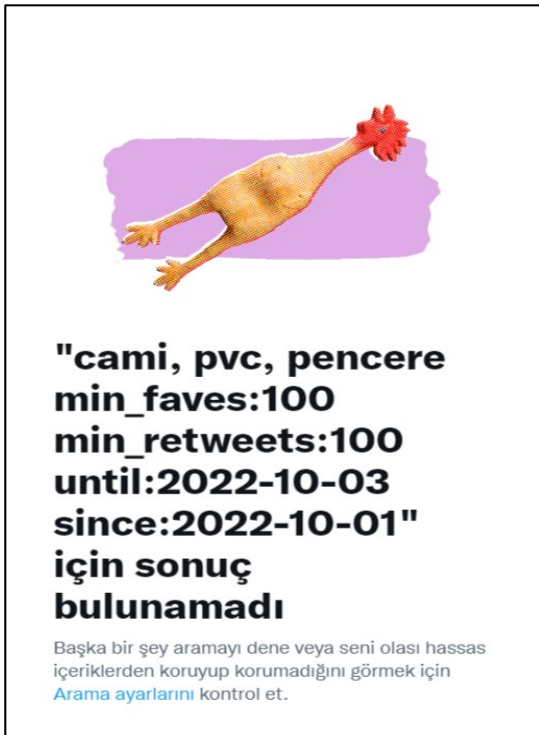 "cami, pvc, pencere
min_faves:100
min_retweets:100
until:2022-10-03
since:2022-10-01"
için sonuç
bulunamadı
Başka bir şey aramayı dene veya seni olası hassas
içeriklerden koruyup korumadığını görmek için
Arama ayarlarını kontrol et.